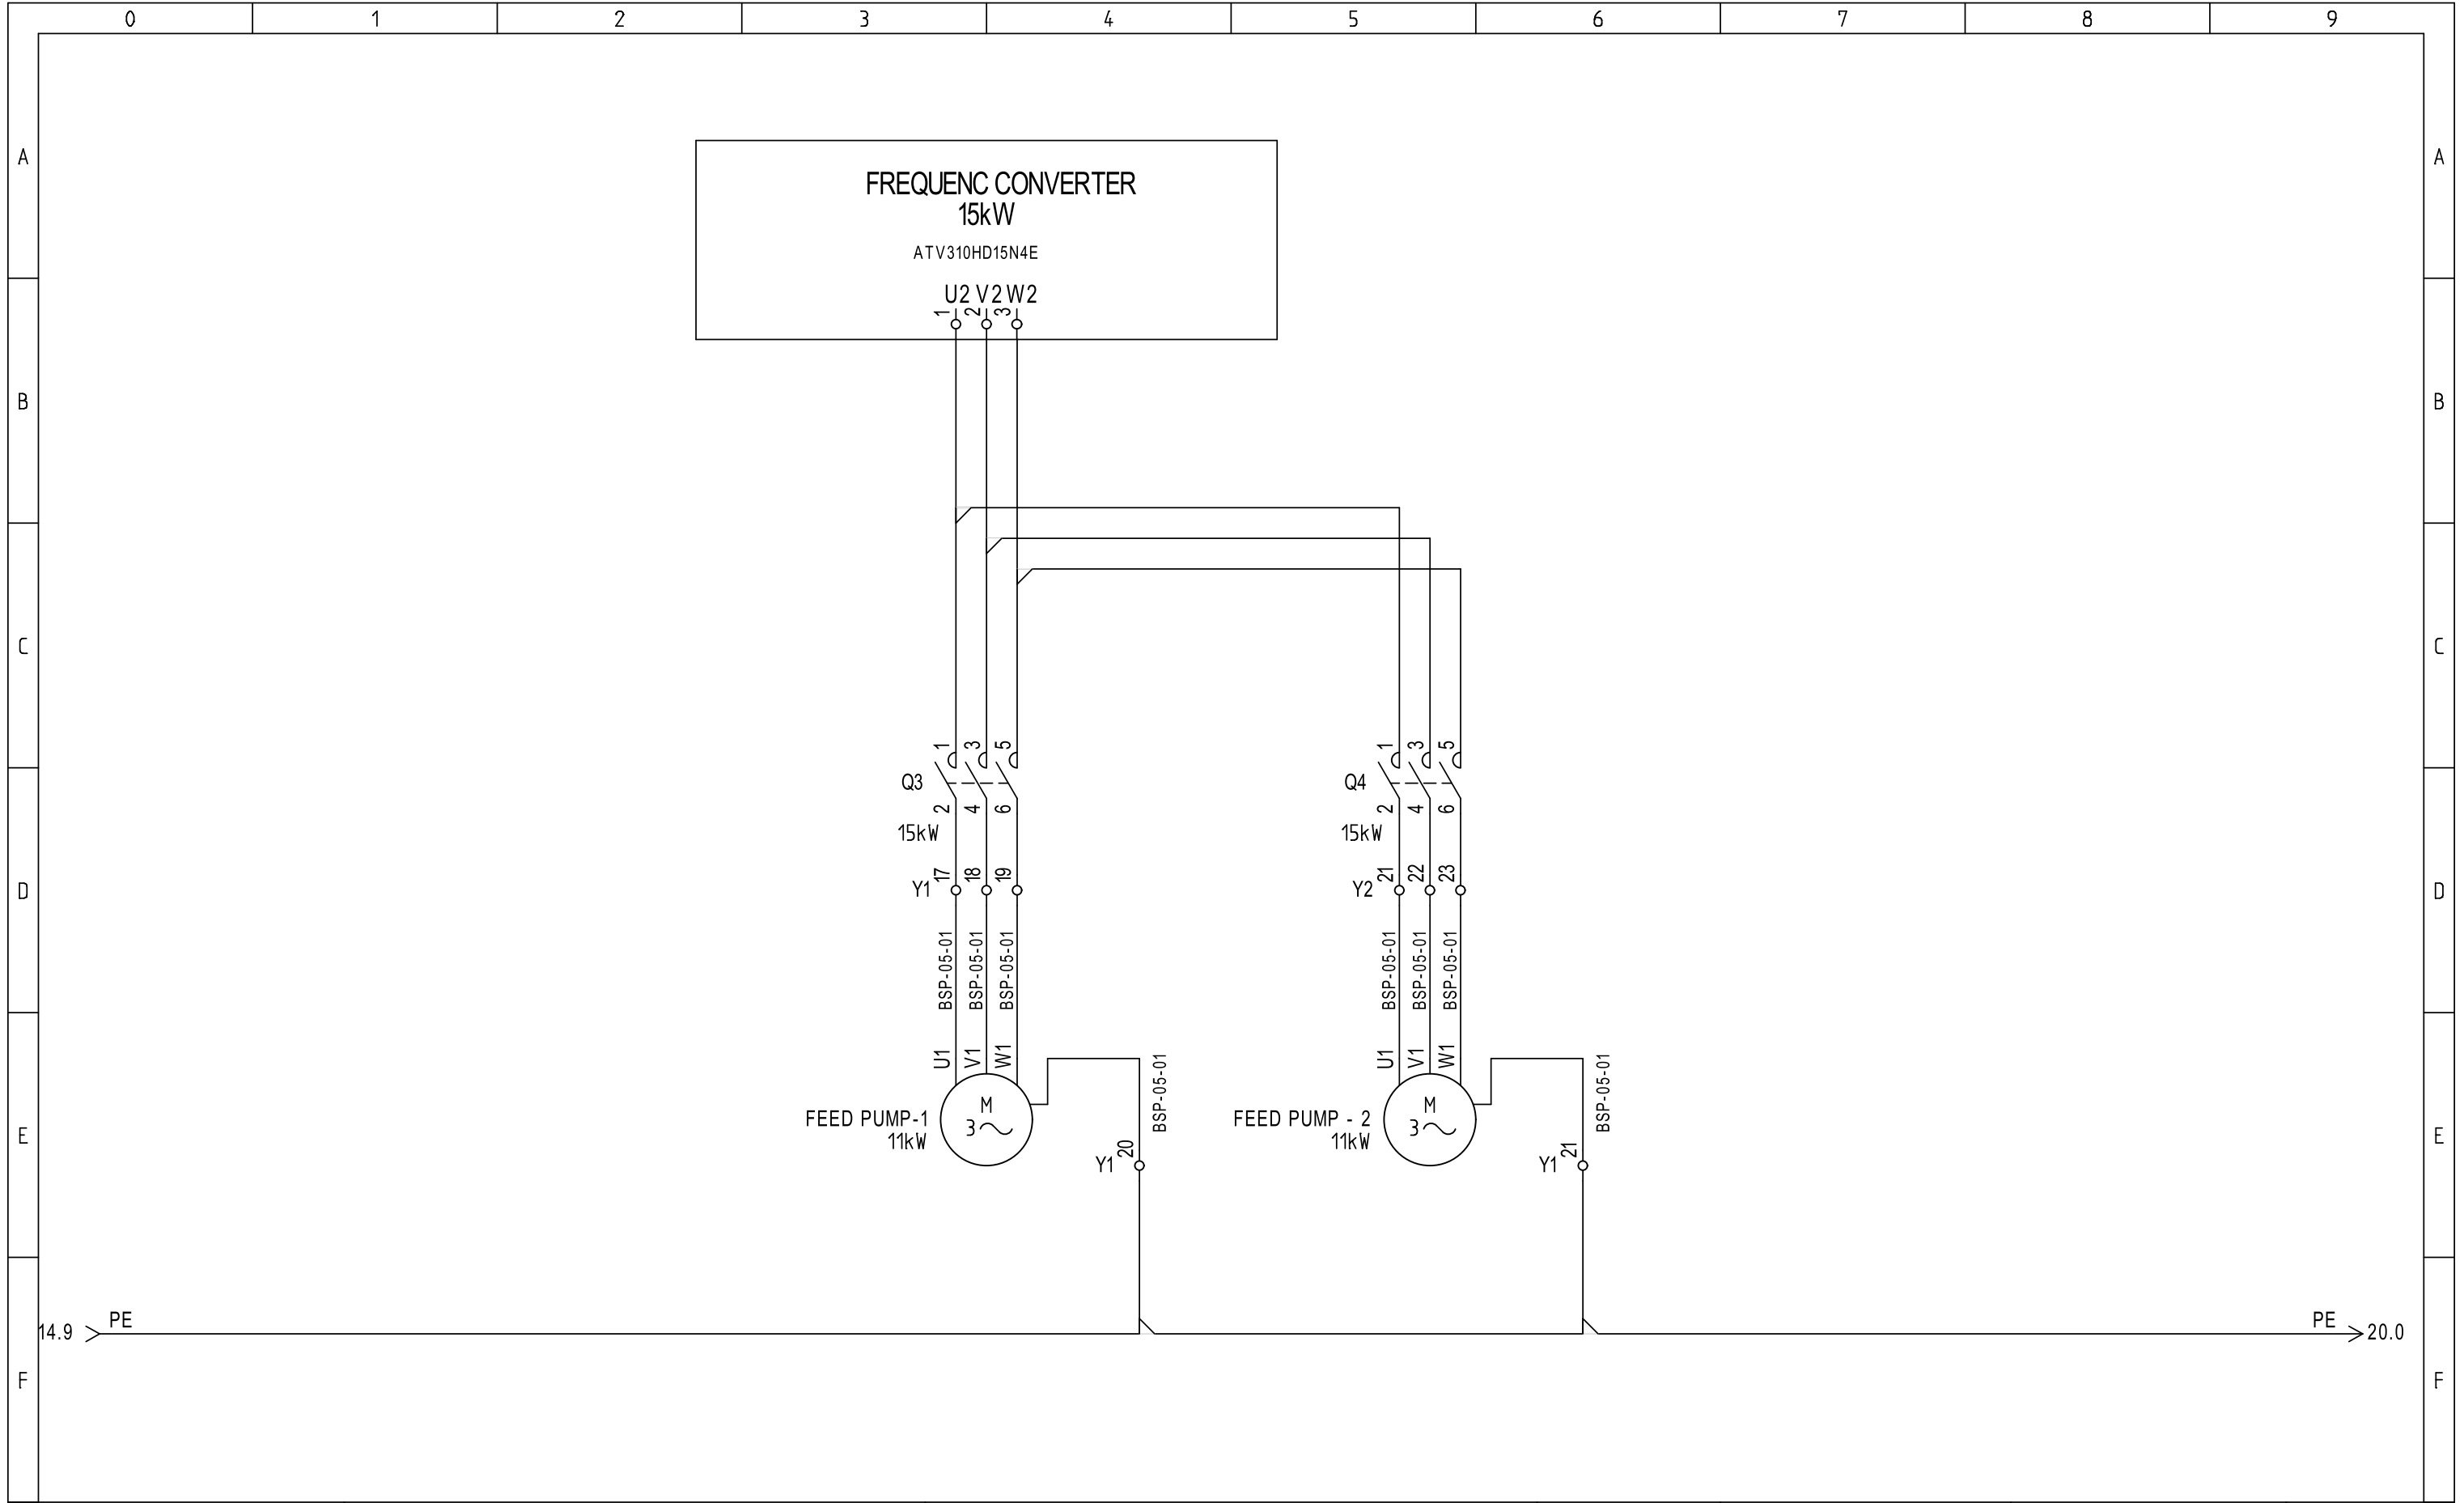 0 1 2 3 4 5 6 7 8 9
A A
FREQUENC CONVERTER
15kW
ATV310HD15N4E
U2 V2 W2
1 2 3
B B
C C
1 3 5 1 3 5
Q3 Q4
2 4 6 2 4 6
15kW 15kW
Y1 17 18 19 Y2 21 22 23
D D
BSP-05-01 BSP-05-01 BSP-05-01 BSP-05-01 BSP-05-01 BSP-05-01
U1 V1 W1 U1 V1 W1
BSP-05-01 BSP-05-01
M M
FEED PUMP-1 3 FEED PUMP - 2 3
11kW 11kW
E E
Y1 20 Y1 21
PE PE
14.9 20.0
F F